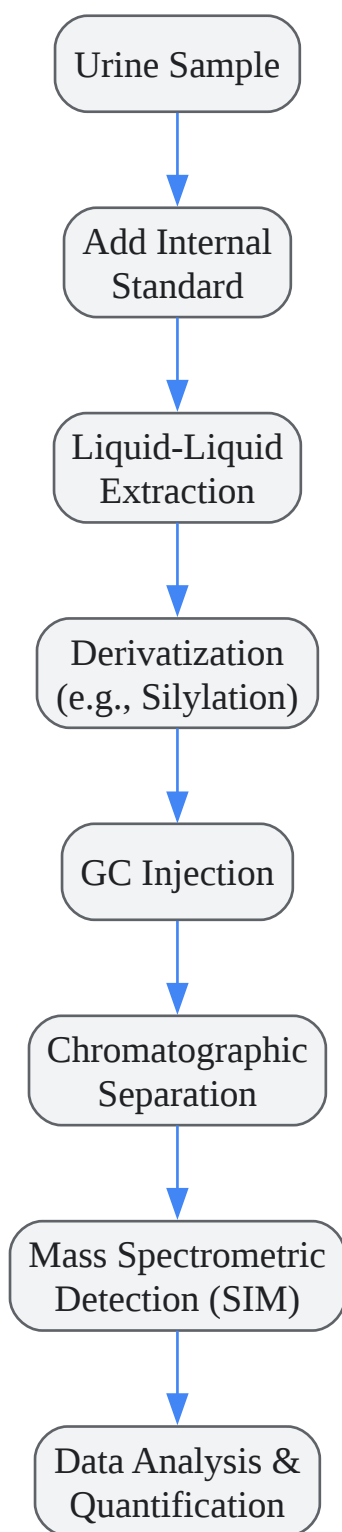 Urine Sample
Add Internal
Standard
Liquid-Liquid
Extraction
Derivatization
(e.g., Silylation)
GC Injection
Chromatographic
Separation
Mass Spectrometric
Detection (SIM)
Data Analysis &
Quantification